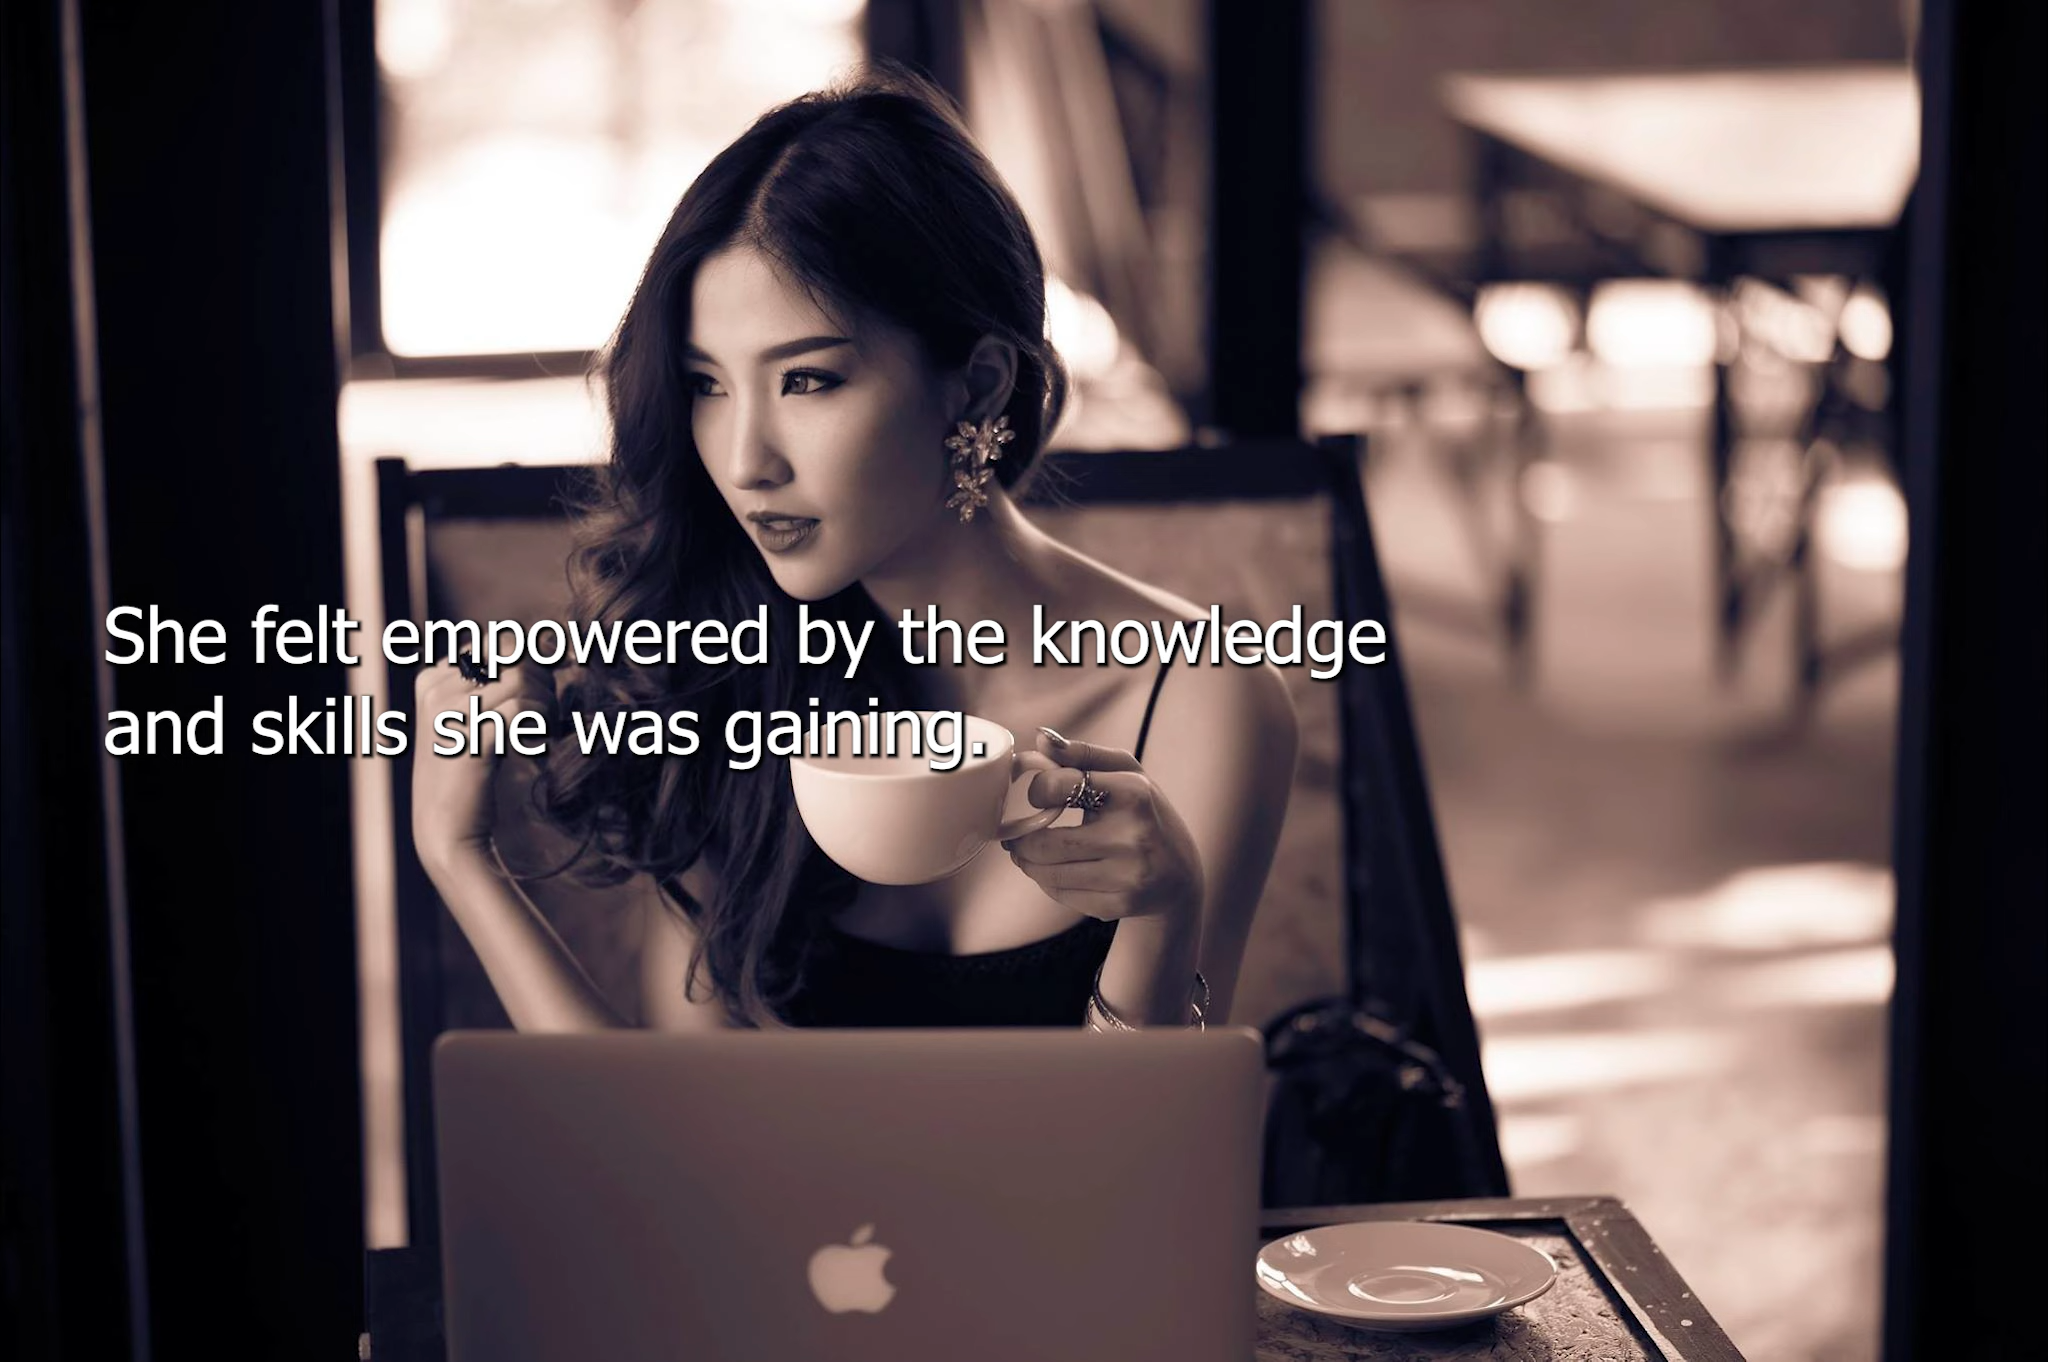 She felt empowered by the knowledge
and skills she was gaining.